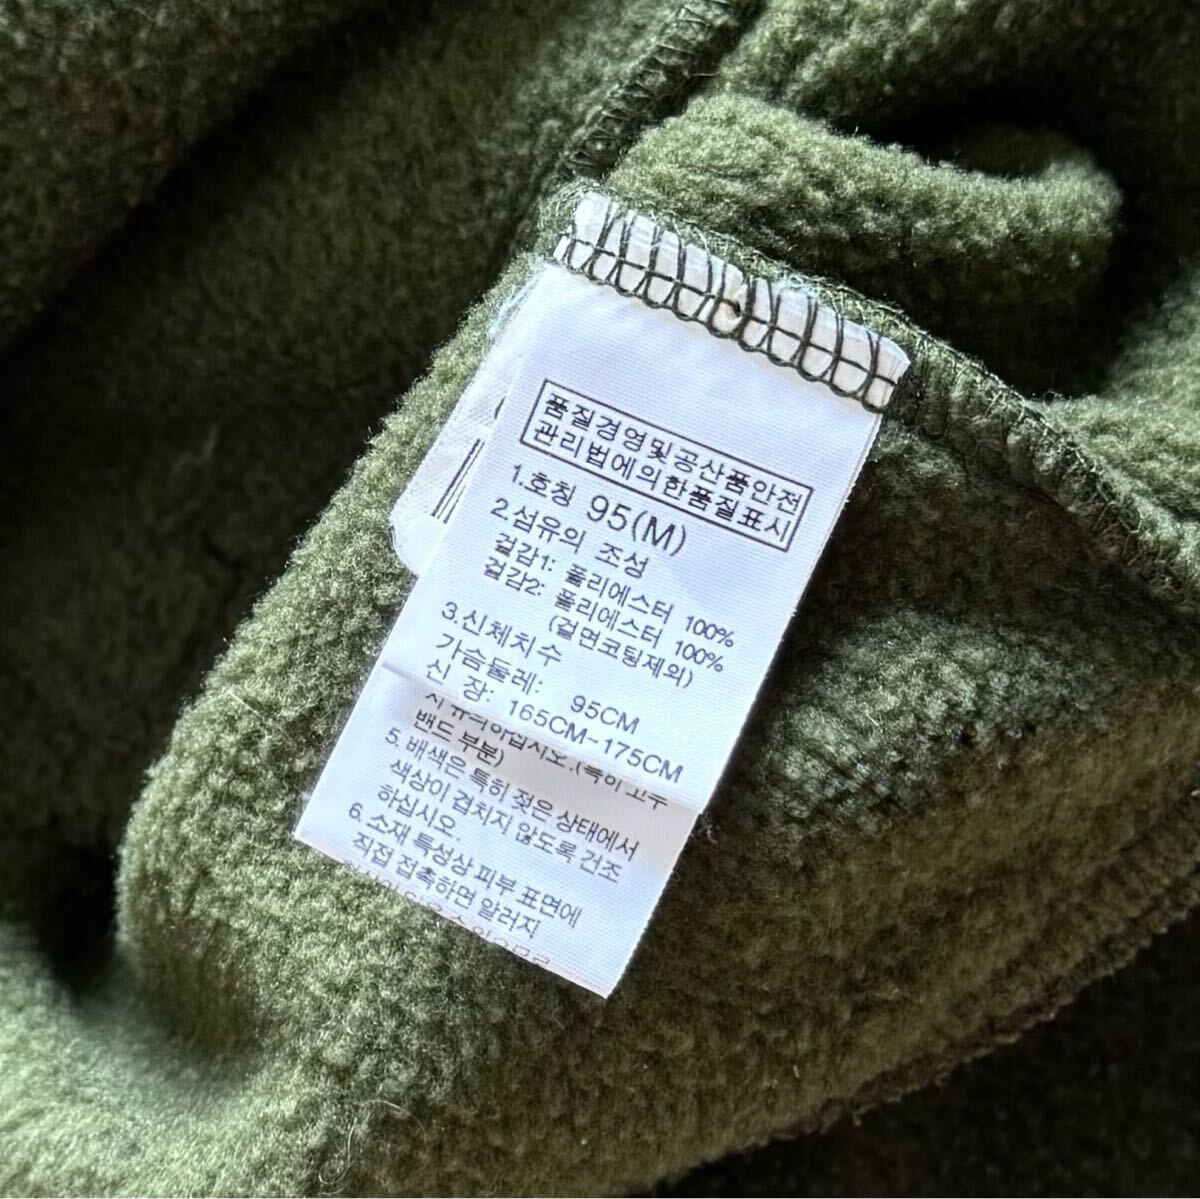 품질경영및공산품안전
관리법에의한품질표시
1.호칭 95(M)
2.섬유의 조성
겉감1: 폴리에스터 100%
겉감2: 폴리에스터 100%
(겉면코팅제외)
3.신체치수
가슴둘레: 95CM
신 장: 165CM-175CM
밴드 부분)
5. 배색은 특히 젖은 상태에서
색상이 겹치지 않도록 건조
하십시오.
6. 소재 특성상 피부 표면에
직접 접촉하면 알러지